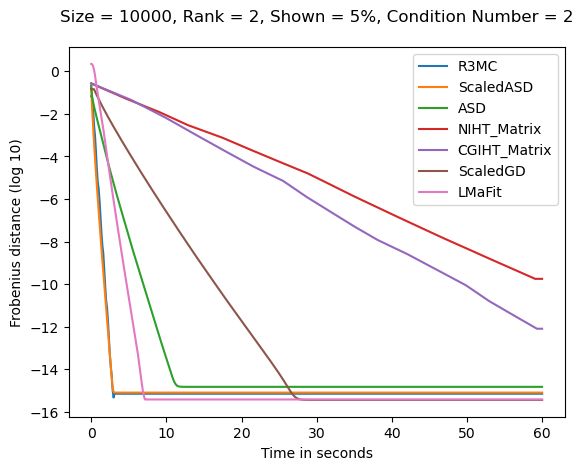 Size = 10000, Rank = 2, Shown = 5%, Condition Number = 2
Frobenius distance (log 10)
0
−2
−4
−6
−8
−10
−12
−14
−16
R3MC
ScaledASD
ASD
NIHT_Matrix
CGIHT_Matrix
ScaledGD
LMaFit
0
10
20
30
40
50
60
Time in seconds